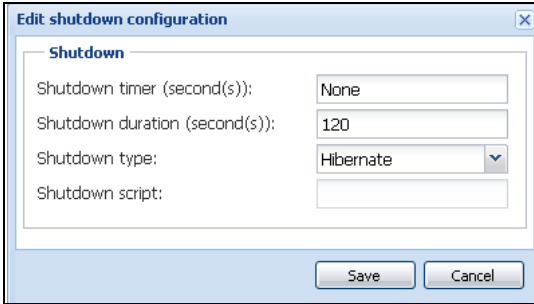 Edit shutdown configuration
Shutdown
Shutdown timer (second(s)): None
Shutdown duration (second(s)): 120
Shutdown type: Hibernate
Shutdown script:
Save Cancel